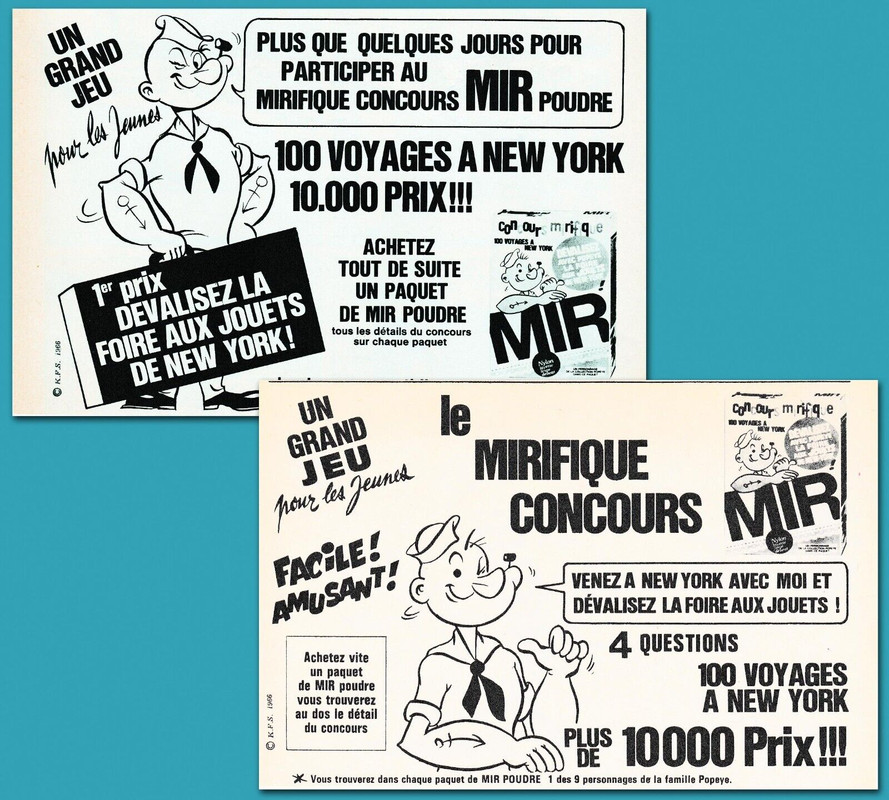 UN
GRAND
JEU
pour les Jeunes
PLUS QUE QUELQUES JOURS POUR
PARTICIPER AU
MIRIFIQUE CONCOURS MIR POUDRE
100 VOYAGES A NEW YORK
10.000 PRIX!!!
ACHETEZ
TOUT DE SUITE
UN PAQUET
DE MIR POUDRE
tous les détails du concours
sur chaque paquet
concours mirifique
100 VOYAGES A
NEW YORK
MIR
Nylon
1er prix
DEVALISEZ LA
FOIRE AUX JOUETS
DE NEW YORK!
© K.F.S. 1966
UN
GRAND
JEU
pour les Jeunes
le
MIRIFIQUE
CONCOURS
concours mirifique
100 VOYAGES A
NEW YORK
MIR
Nylon
FACiLE!
AMUSANT!
VENEZ A NEW YORK AVEC MOI ET
DÉVALISEZ LA FOIRE AUX JOUETS !
4 QUESTIONS
100 VOYAGES
A NEW YORK
PLUS
DE 10000 Prix!!!
Achetez vite
un paquet
de MIR poudre
vous trouverez
au dos le détail
du concours
© K.F.S. 1966
* Vous trouverez dans chaque paquet de MIR POUDRE 1 des 9 personnages de la famille Popeye.